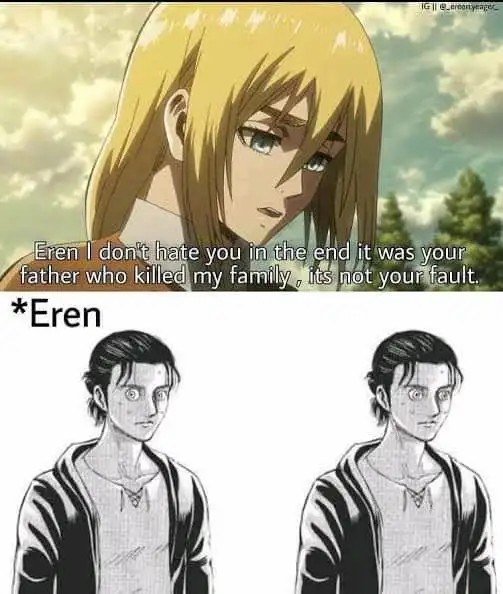 IG || @_erenxyeager_
Eren I don't hate you in the end it was your
father who killed my family , its not your fault.
*Eren